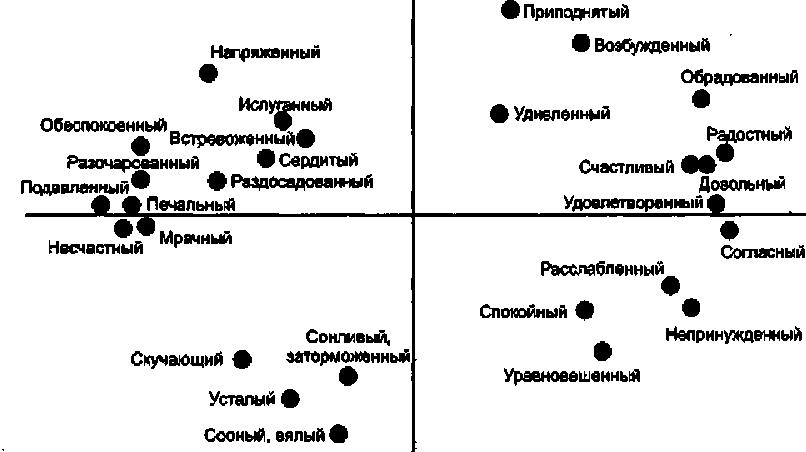 Приподнятый
Возбужденный
Напряженный
Обрадованный
Испуганный
Удивленный
Обеспокоенный
Встревоженный
Радостный
Разочарованный
Сердитый
Счастливый
Подавленный
Раздосадованный
Довольный
Печальный
Удовлетворенный
Несчастный
Мрачный
Согласный
Расслабленный
Спокойный
Непринужденный
Сонливый,
заторможенный
Скучающий
Уравновешенный
Усталый
Сонный, вялый